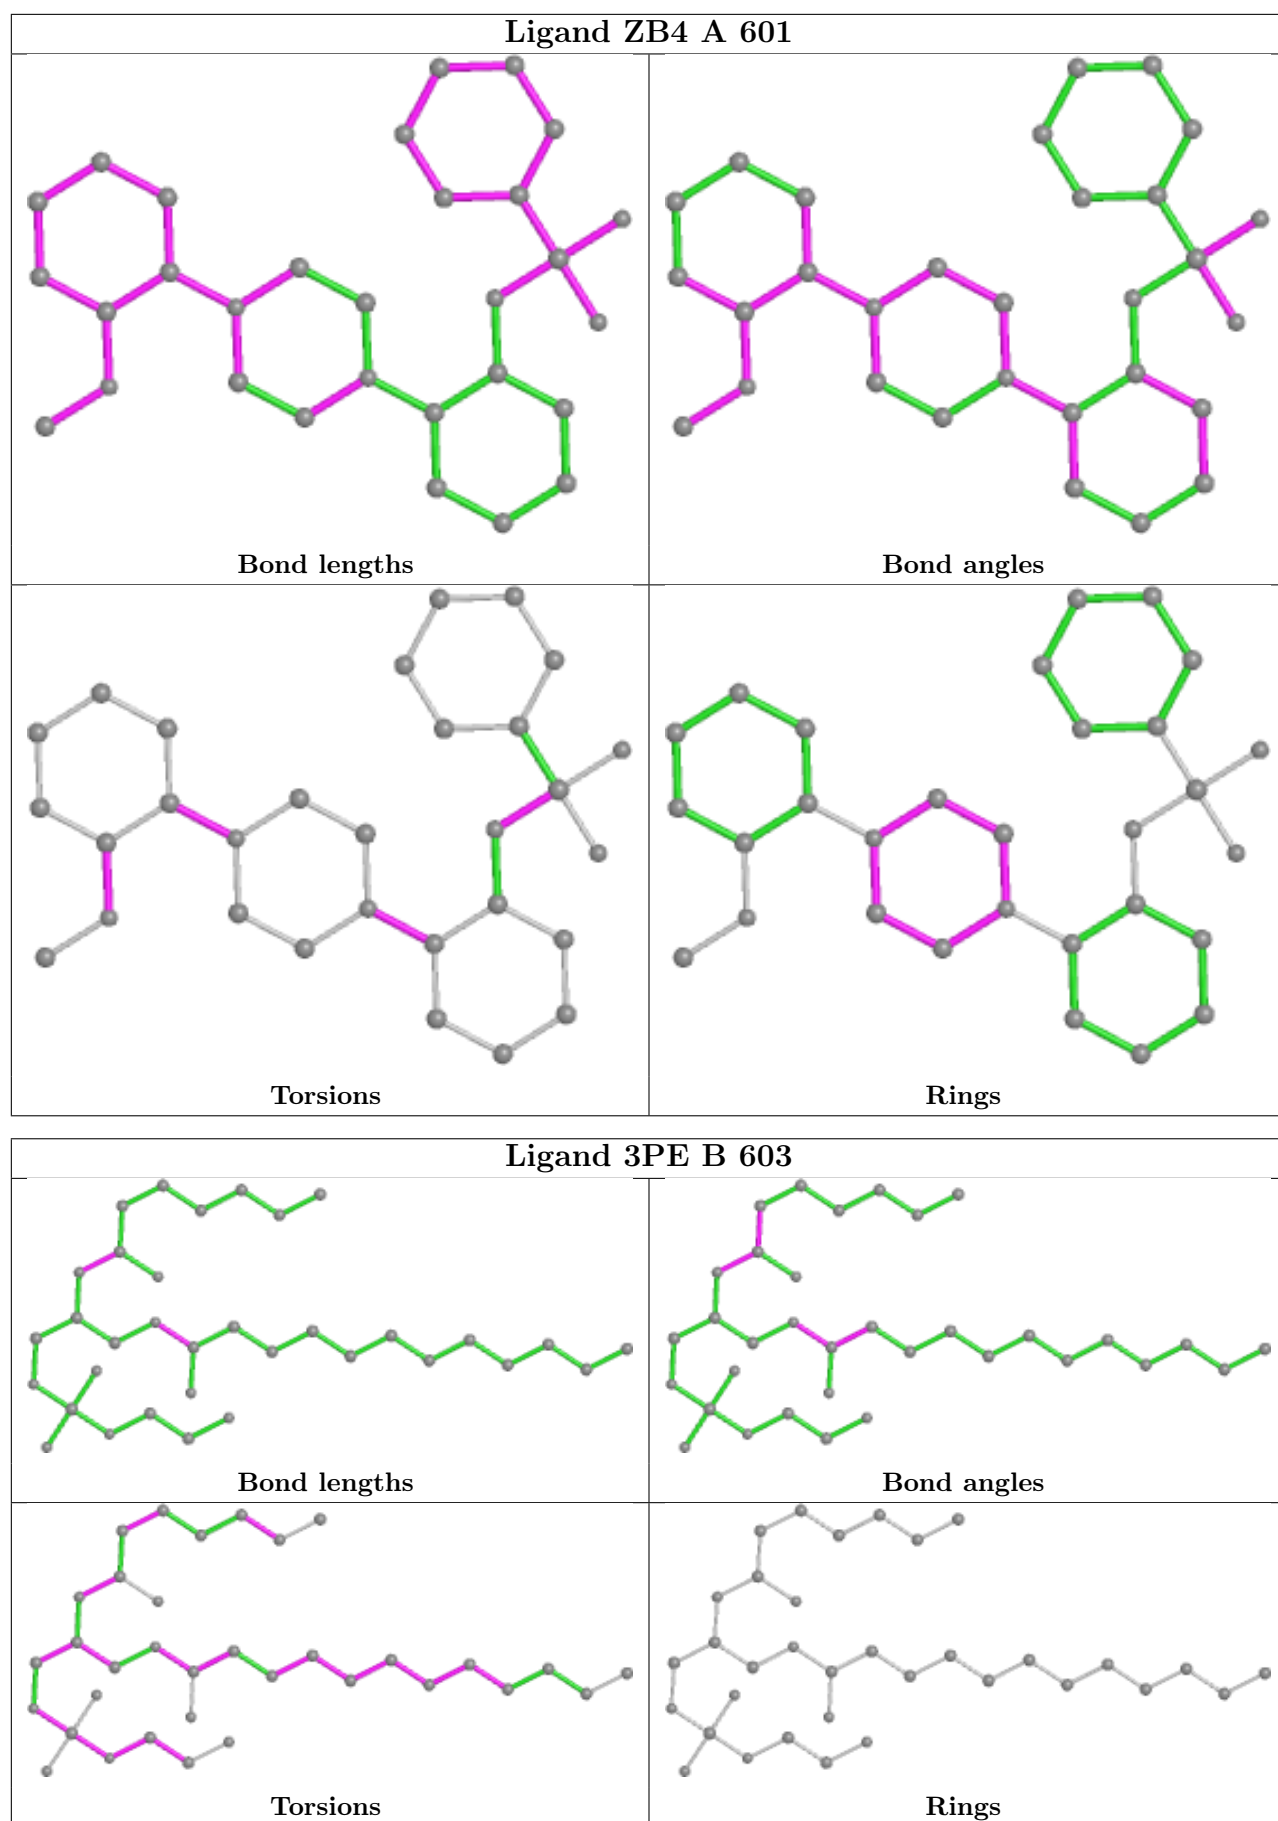 Ligand ZB4 A 601
Bond lengths
Bond angles
Torsions
Rings
Ligand 3PE B 603
Bond lengths
Bond angles
Torsions
Rings